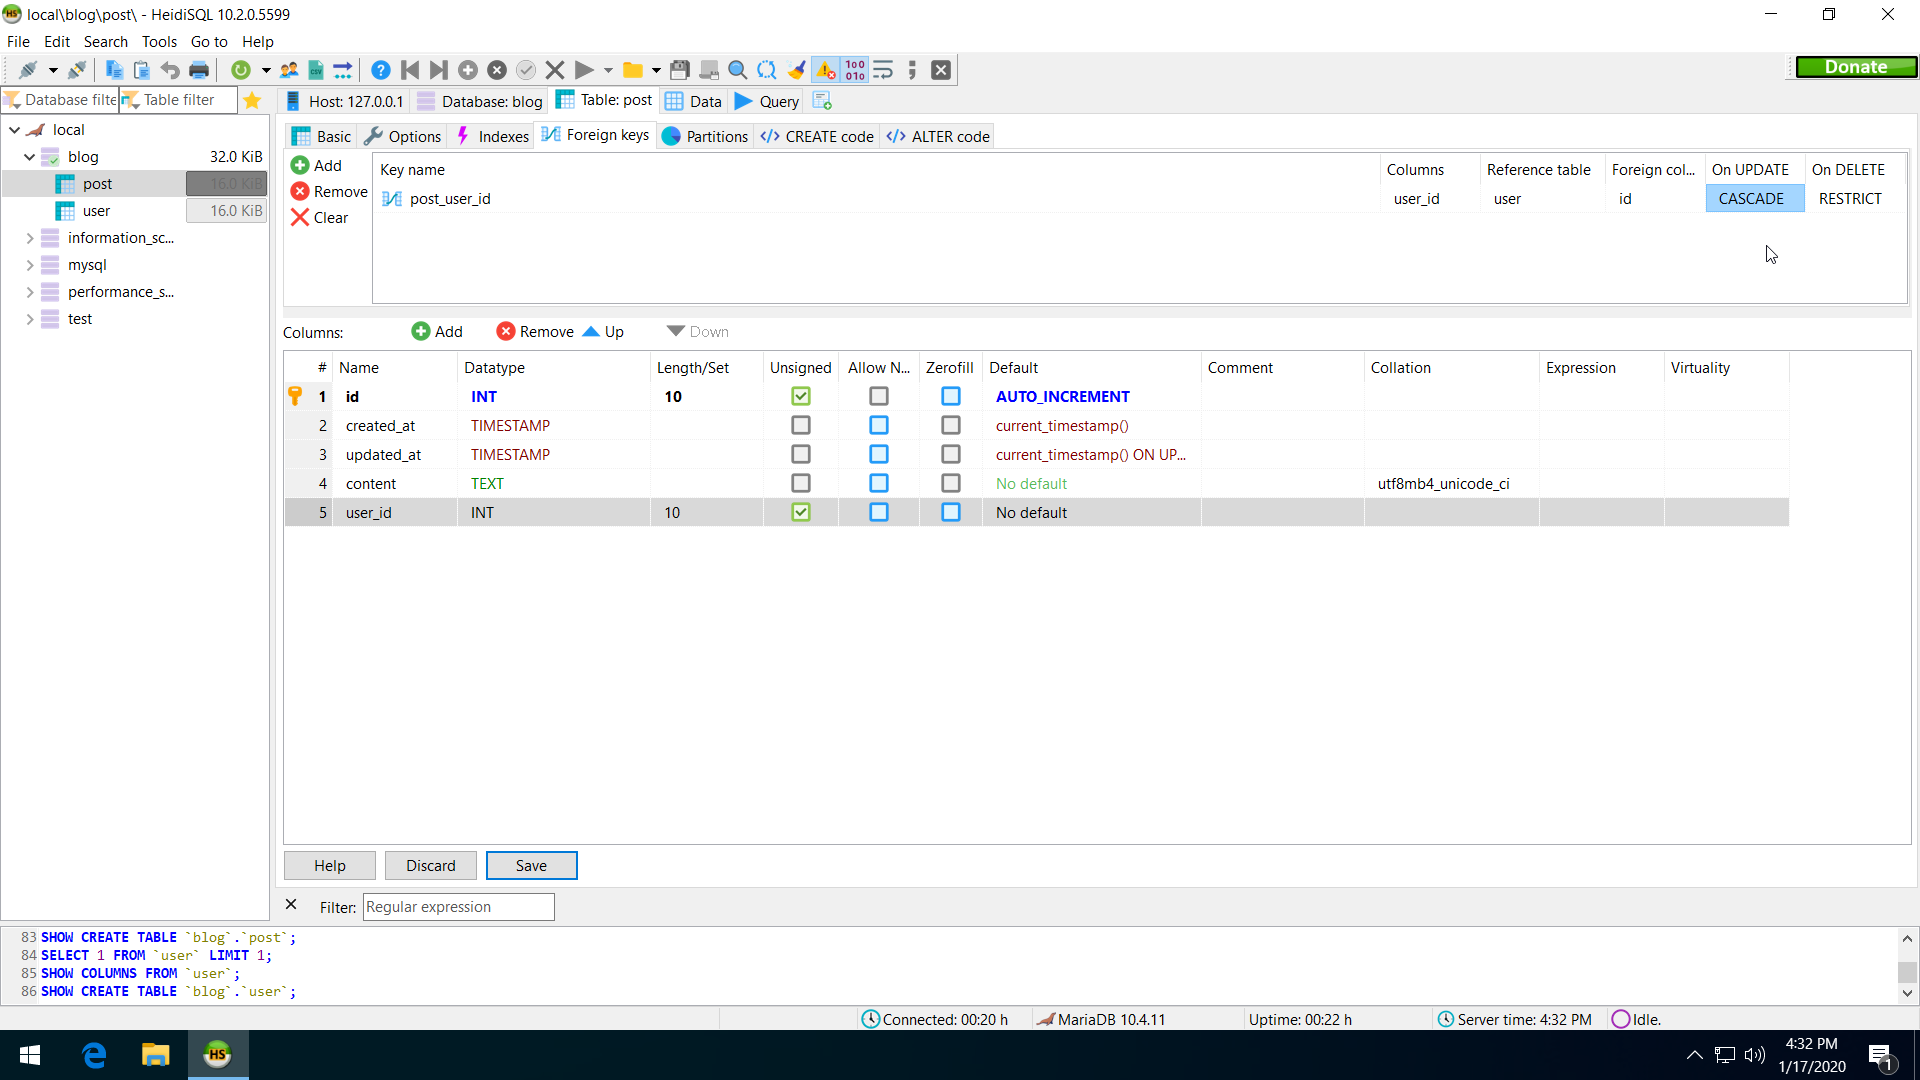 local\blog\post\ - HeidiSQL 10.2.0.5599
File Edit Search Tools Go to Help
Donate
Database filte Table filter
Host: 127.0.0.1 Database: blog Table: post Data Query
local
blog 32.0 KiB
post 16.0 KiB
user 16.0 KiB
information_sc...
mysql
performance_s...
test
Basic Options Indexes Foreign keys Partitions CREATE code ALTER code
Add
Remove
Clear
Key name Columns Reference table Foreign col... On UPDATE On DELETE
post_user_id user_id user id CASCADE RESTRICT
Columns: Add Remove Up Down
# Name Datatype Length/Set Unsigned Allow N... Zerofill Default Comment Collation Expression Virtuality
1 id INT 10 AUTO_INCREMENT
2 created_at TIMESTAMP current_timestamp()
3 updated_at TIMESTAMP current_timestamp() ON UP...
4 content TEXT No default utf8mb4_unicode_ci
5 user_id INT 10 No default
Help Discard Save
Filter: Regular expression
83 SHOW CREATE TABLE `blog`.`post`;
84 SELECT 1 FROM `user` LIMIT 1;
85 SHOW COLUMNS FROM `user`;
86 SHOW CREATE TABLE `blog`.`user`;
Connected: 00:20 h MariaDB 10.4.11 Uptime: 00:22 h Server time: 4:32 PM Idle.
HS
4:32 PM
1/17/2020
1